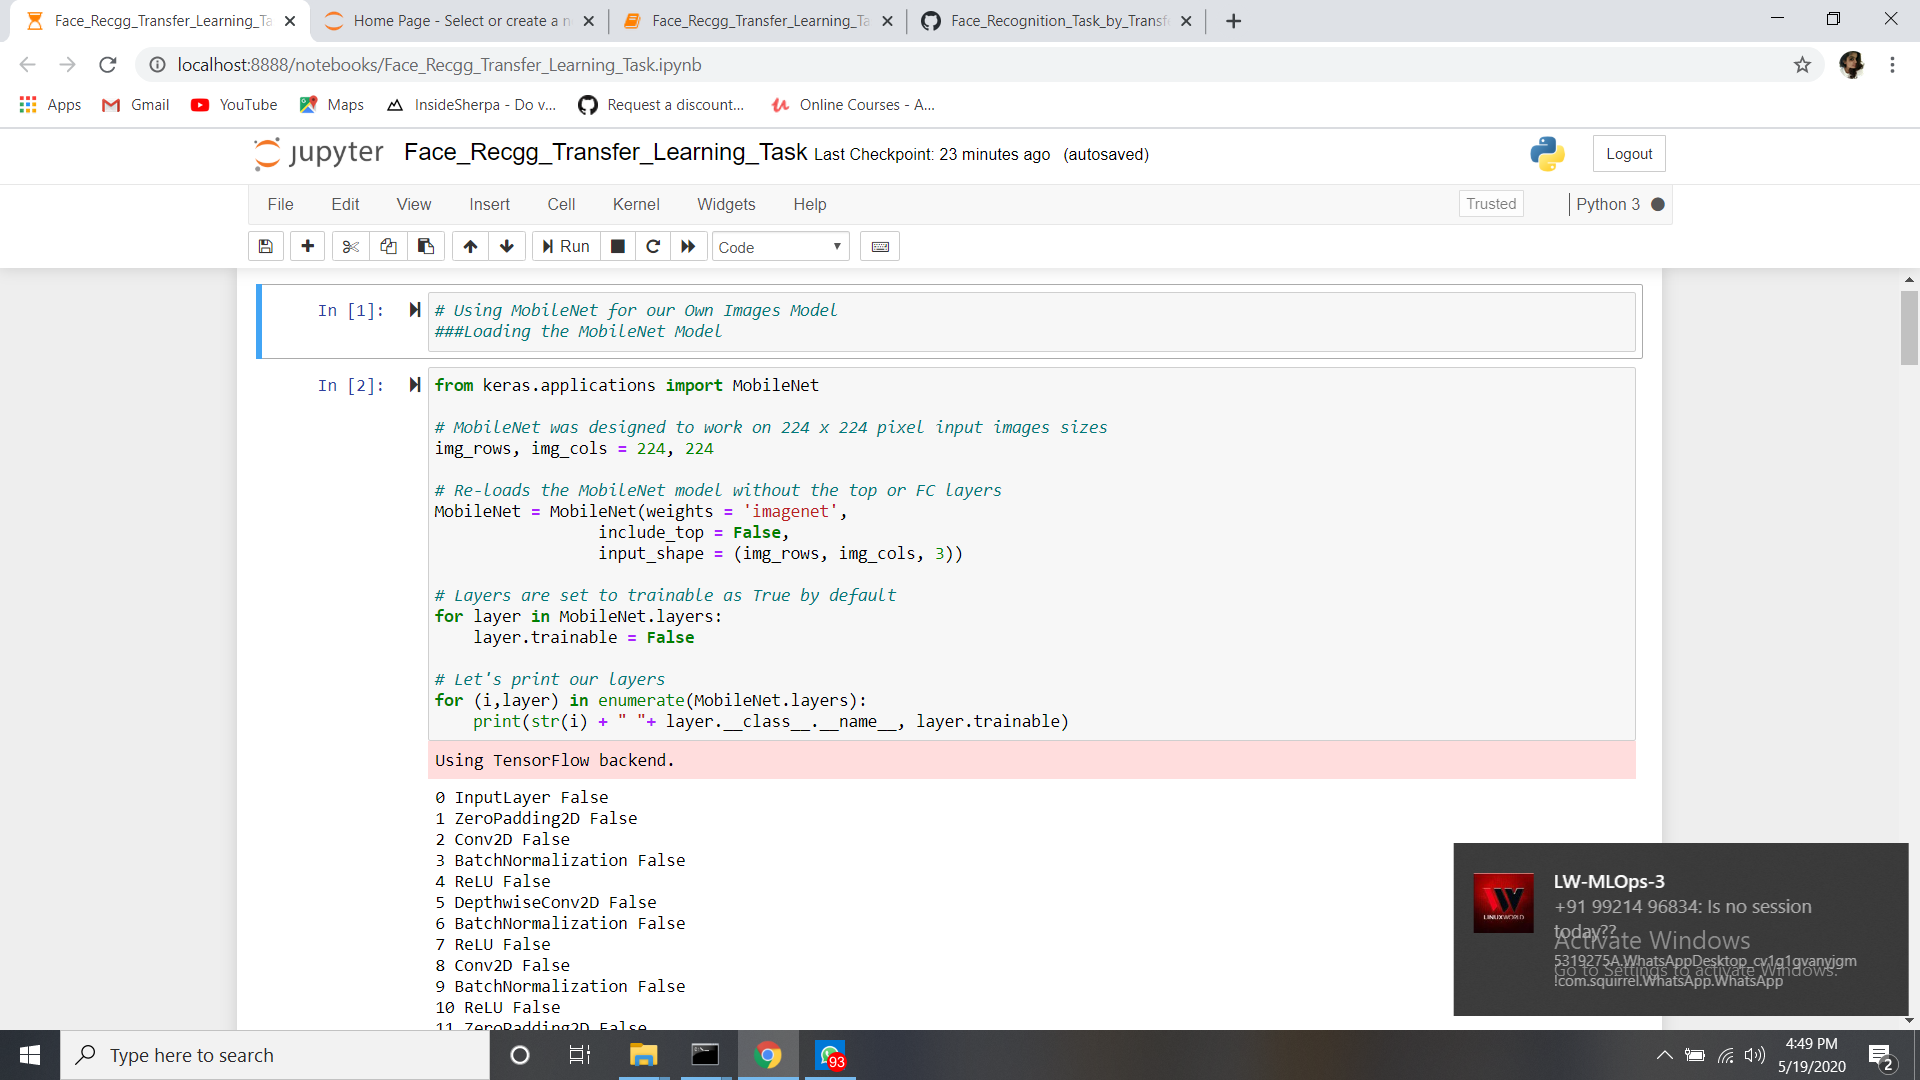 Face_Recgg_Transfer_Learning_Ta
Home Page - Select or create a n
Face_Recgg_Transfer_Learning_Ta
Face_Recognition_Task_by_Transf
localhost:8888/notebooks/Face_Recgg_Transfer_Learning_Task.ipynb
Apps
Gmail
YouTube
Maps
InsideSherpa - Do v...
Request a discount...
Online Courses - A...
jupyter
Face_Recgg_Transfer_Learning_Task
Last Checkpoint: 23 minutes ago (autosaved)
Logout
File
Edit
View
Insert
Cell
Kernel
Widgets
Help
Trusted
Python 3
Run
Code
In [1]:
# Using MobileNet for our Own Images Model
###Loading the MobileNet Model
In [2]:
from keras.applications import MobileNet
# MobileNet was designed to work on 224 x 224 pixel input images sizes
img_rows, img_cols = 224, 224
# Re-loads the MobileNet model without the top or FC layers
MobileNet = MobileNet(weights = 'imagenet',
include_top = False,
input_shape = (img_rows, img_cols, 3))
# Layers are set to trainable as True by default
for layer in MobileNet.layers:
layer.trainable = False
# Let's print our layers
for (i,layer) in enumerate(MobileNet.layers):
print(str(i) + " "+ layer.__class__.__name__, layer.trainable)
Using TensorFlow backend.
0 InputLayer False
1 ZeroPadding2D False
2 Conv2D False
3 BatchNormalization False
4 ReLU False
5 DepthwiseConv2D False
6 BatchNormalization False
7 ReLU False
8 Conv2D False
9 BatchNormalization False
10 ReLU False
11 ZeroPadding2D False
LINUXWORLD
LW-MLOps-3
+91 99214 96834: Is no session
today??
Activate Windows
5319275A.WhatsAppDesktop_cv1g1gvanyjgm
Go to Settings to activate Windows.
!com.squirrel.WhatsApp.WhatsApp
Type here to search
93
4:49 PM
5/19/2020
2